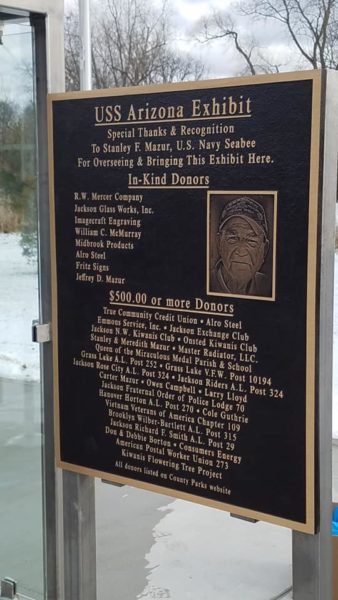 USS Arizona Exhibit
Special Thanks & Recognition
To Stanley F. Mazur, U.S. Navy Seabee
For Overseeing & Bringing This Exhibit Here.
In-Kind Donors
R.W. Mercer Company
Jackson Glass Works, Inc.
Imagecraft Engraving
William C. McMurray
Midbrook Products
Alro Steel
Fritz Signs
Jeffrey D. Mazur
$500.00 or more Donors
True Community Credit Union • Alro Steel
Emmons Service, Inc. • Jackson Exchange Club
Jackson N.W. Kiwanis Club • Onsted Kiwanis Club
Stanley & Meredith Mazur • Master Radiator, LLC.
Queen of the Miraculous Medal Parish & School
Grass Lake A.L. Post 252 • Grass Lake V.F.W. Post 10194
Jackson Rose City A.L. Post 324 • Jackson Riders A.L. Post 324
Carter Mazur • Owen Campbell • Larry Lloyd
Jackson Fraternal Order of Police Lodge 70
Hanover Horton A.L. Post 270 • Cole Guthrie
Vietnam Veterans of America Chapter 109
Brooklyn Wilber-Bartlett A.L. Post 315
Jackson Richard F. Smith A.L. Post 29
Don & Debbie Borton • Consumers Energy
American Postal Worker Union 273
Kiwanis Flowering Tree Project
All donors listed on County Parks website